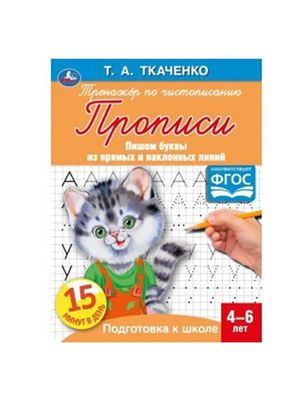 Т. А. ТКАЧЕНКО
Тренажёр по чистописанию
Прописи
Пишем буквы
из прямых и наклонных линий
СООТВЕТСТВУЕТ
ФГОС
15
МИНУТ В ДЕНЬ
Подготовка к школе
4–6
лет